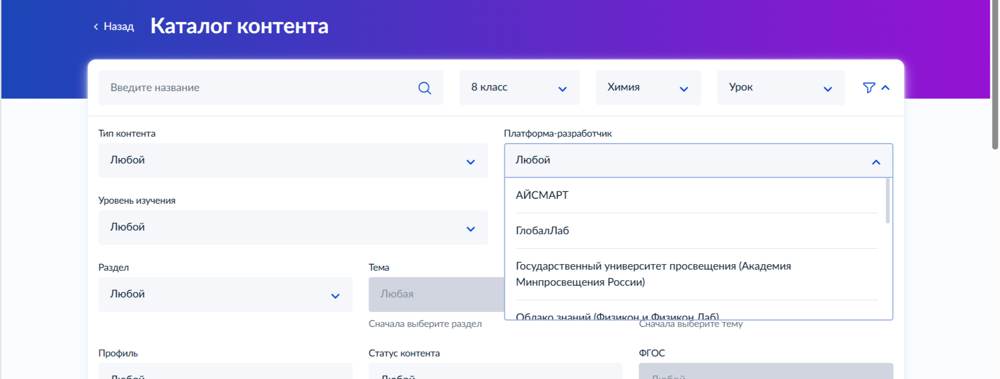 Назад
Каталог контента
Введите название
8 класс
Химия
Урок
Тип контента
Платформа-разработчик
Любой
Любой
АЙСМАРТ
Уровень изучения
Любой
ГлобалЛаб
Государственный университет просвещения (Академия
Минпросвещения России)
Раздел
Тема
Любой
Любая
Облако знаний (Физикон и Физикон Лаб)
Сначала выберите раздел
Сначала выберите тему
Профиль
Статус контента
ФГОС
Любой
Любой
Любой